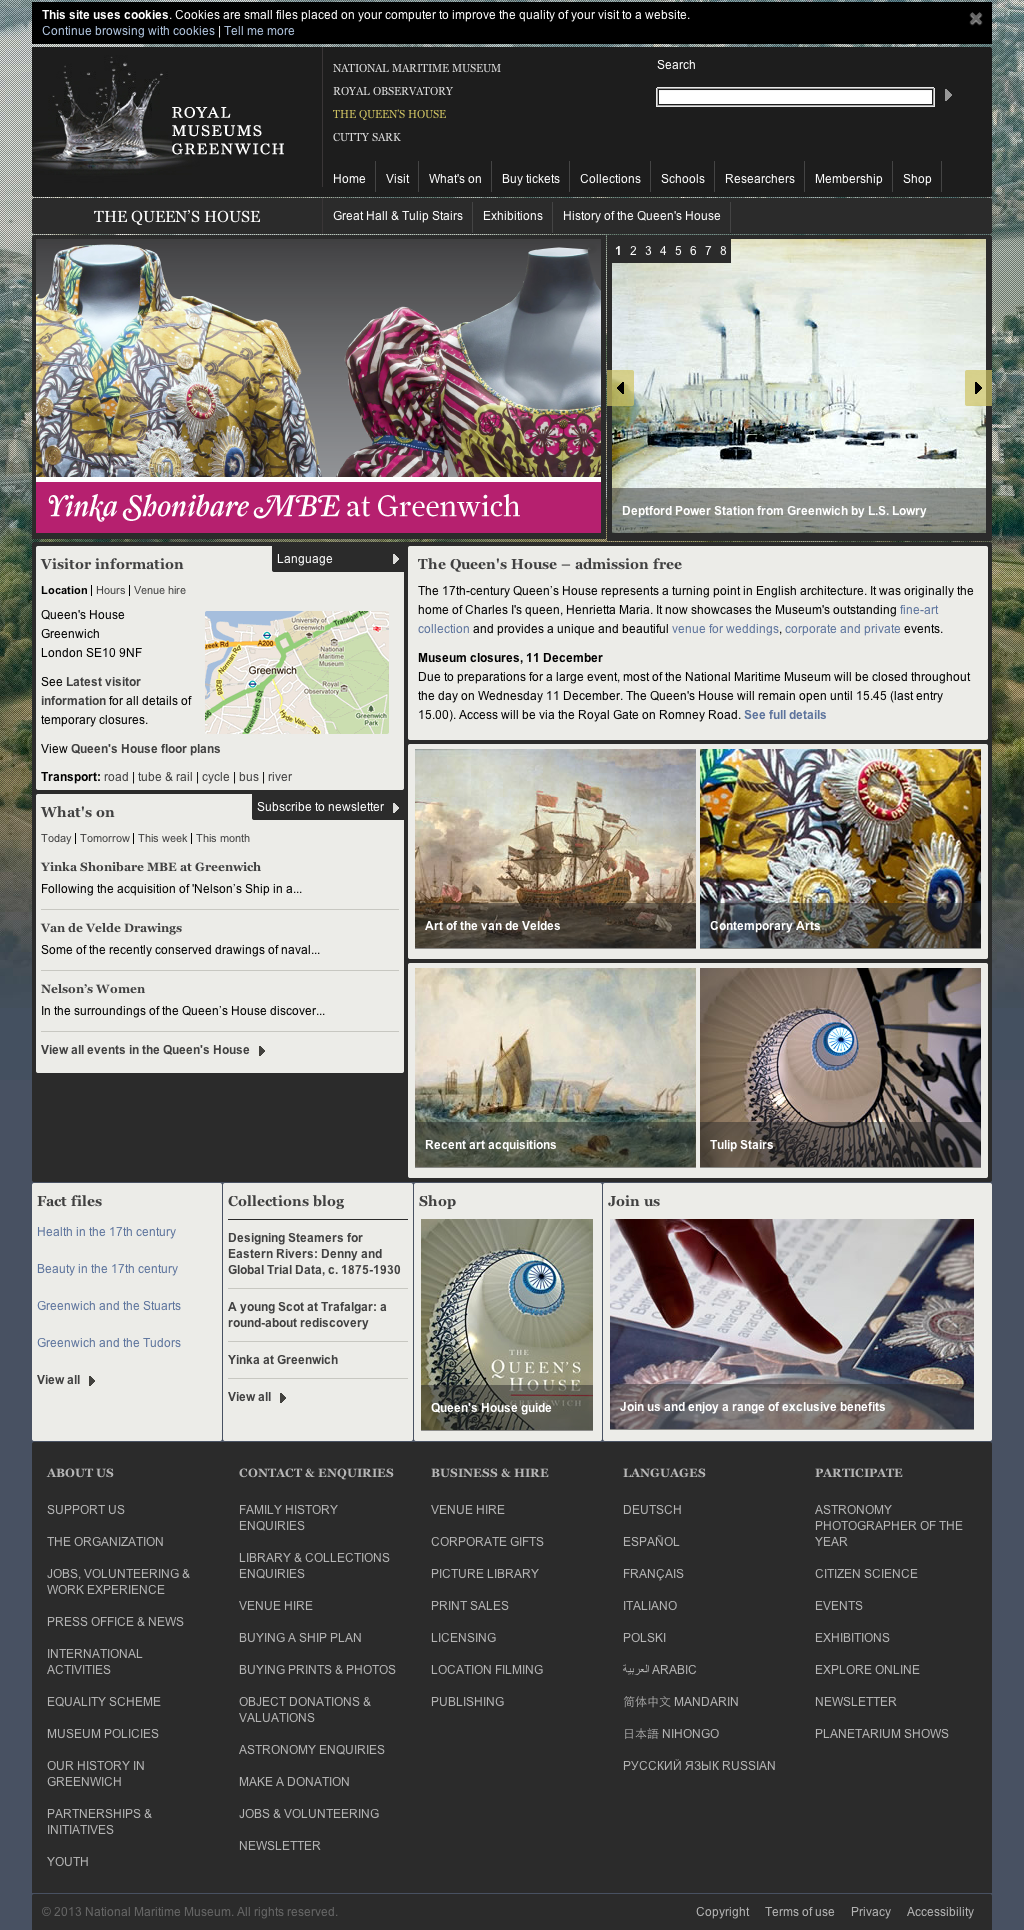 This site uses cookies. Cookies are small files placed on your computer to improve the quality of your visit to a website.
Continue browsing with cookies | Tell me more
ROYAL
MUSEUMS
GREENWICH
NATIONAL MARITIME MUSEUM
ROYAL OBSERVATORY
THE QUEEN'S HOUSE
CUTTY SARK
Search
Home
Visit
What's on
Buy tickets
Collections
Schools
Researchers
Membership
Shop
THE QUEEN'S HOUSE
Great Hall & Tulip Stairs
Exhibitions
History of the Queen's House
Yinka Shonibare MBE at Greenwich
1 2 3 4 5 6 7 8
Deptford Power Station from Greenwich by L.S. Lowry
Visitor information
Language
Location | Hours | Venue hire
Queen's House
Greenwich
London SE10 9NF
See Latest visitor
information for all details of
temporary closures.
View Queen's House floor plans
Transport: road | tube & rail | cycle | bus | river
University of
Greenwich
Trafalgar Rd
reek Rd
A200
Norman Rd
National
Maritime
Museum
Greenwich
Royal
Observatory
B208
Greenwich S St
Hyde Vale
Greenwich
Park
The Queen's House – admission free
The 17th-century Queen's House represents a turning point in English architecture. It was originally the
home of Charles I's queen, Henrietta Maria. It now showcases the Museum's outstanding fine-art
collection and provides a unique and beautiful venue for weddings, corporate and private events.
Museum closures, 11 December
Due to preparations for a large event, most of the National Maritime Museum will be closed throughout
the day on Wednesday 11 December. The Queen's House will remain open until 15.45 (last entry
15.00). Access will be via the Royal Gate on Romney Road. See full details
What's on
Subscribe to newsletter
Today | Tomorrow | This week | This month
Yinka Shonibare MBE at Greenwich
Following the acquisition of 'Nelson's Ship in a...
Van de Velde Drawings
Some of the recently conserved drawings of naval...
Nelson's Women
In the surroundings of the Queen's House discover...
View all events in the Queen's House
Art of the van de Veldes
Contemporary Arts
Recent art acquisitions
Tulip Stairs
Fact files
Health in the 17th century
Beauty in the 17th century
Greenwich and the Stuarts
Greenwich and the Tudors
View all
Collections blog
Designing Steamers for
Eastern Rivers: Denny and
Global Trial Data, c. 1875-1930
A young Scot at Trafalgar: a
round-about rediscovery
Yinka at Greenwich
View all
Shop
THE
QUEEN'S
HOUSE
GREENWICH
Queen's House guide
Join us
Join us and enjoy a range of exclusive benefits
ABOUT US
SUPPORT US
THE ORGANIZATION
JOBS, VOLUNTEERING &
WORK EXPERIENCE
PRESS OFFICE & NEWS
INTERNATIONAL
ACTIVITIES
EQUALITY SCHEME
MUSEUM POLICIES
OUR HISTORY IN
GREENWICH
PARTNERSHIPS &
INITIATIVES
YOUTH
CONTACT & ENQUIRIES
FAMILY HISTORY
ENQUIRIES
LIBRARY & COLLECTIONS
ENQUIRIES
VENUE HIRE
BUYING A SHIP PLAN
BUYING PRINTS & PHOTOS
OBJECT DONATIONS &
VALUATIONS
ASTRONOMY ENQUIRIES
MAKE A DONATION
JOBS & VOLUNTEERING
NEWSLETTER
BUSINESS & HIRE
VENUE HIRE
CORPORATE GIFTS
PICTURE LIBRARY
PRINT SALES
LICENSING
LOCATION FILMING
PUBLISHING
LANGUAGES
DEUTSCH
ESPAÑOL
FRANÇAIS
ITALIANO
POLSKI
العربية ARABIC
简体中文 MANDARIN
日本語 NIHONGO
РУССКИЙ ЯЗЫК RUSSIAN
PARTICIPATE
ASTRONOMY
PHOTOGRAPHER OF THE
YEAR
CITIZEN SCIENCE
EVENTS
EXHIBITIONS
EXPLORE ONLINE
NEWSLETTER
PLANETARIUM SHOWS
© 2013 National Maritime Museum. All rights reserved.
Copyright
Terms of use
Privacy
Accessibility